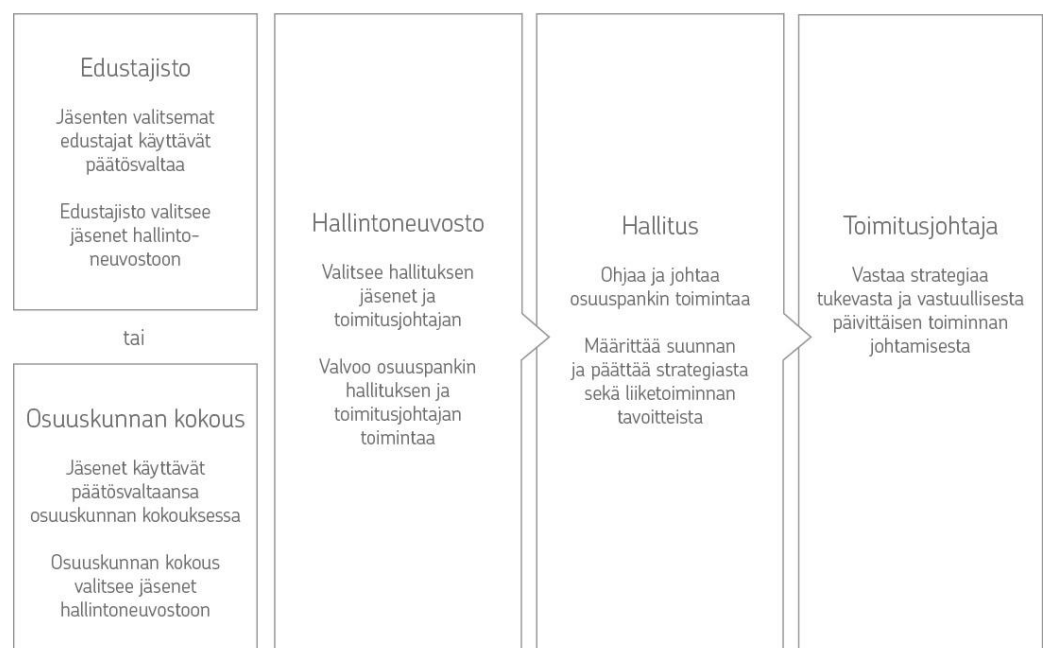 Edustajisto
Jäsenten valitsemat
edustajat käyttävät
päätösvaltaa
Edustajisto valitsee
jäsenet hallinto-
neuvostoon
tai
Osuuskunnan kokous
Jäsenet käyttävät
päätösvaltaansa
osuuskunnan kokouksessa
Osuuskunnan kokous
valitsee jäsenet
hallintoneuvostoon
Hallintoneuvosto
Valitsee hallituksen
jäsenet ja
toimitusjohtajan
Valvoo osuuspankin
hallituksen ja
toimitusjohtajan
toimintaa
Hallitus
Ohjaa ja johtaa
osuuspankin toimintaa
Määrittää suunnan
ja päättää strategiasta
sekä liiketoiminnan
tavoitteista
Toimitusjohtaja
Vastaa strategiaa
tukevasta ja vastuullisesta
päivittäisen toiminnan
johtamisesta